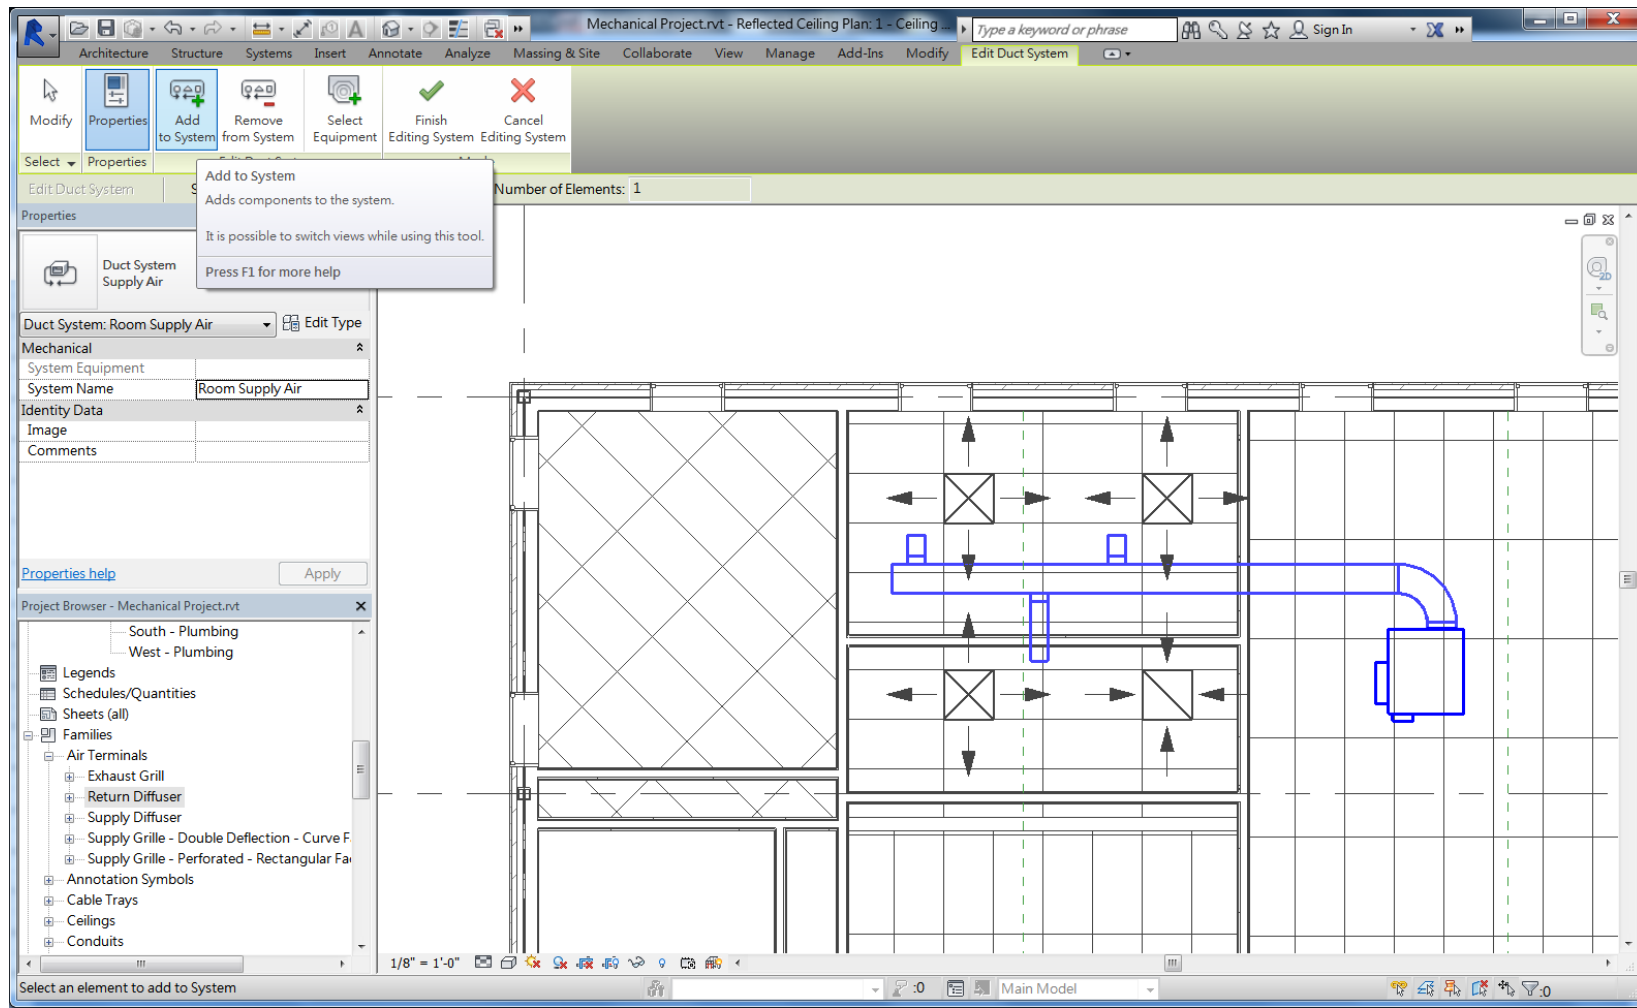 Mechanical Project.rvt - Reflected Ceiling Plan: 1 - Ceiling ...
Type a keyword or phrase
Sign In
Architecture Structure Systems Insert Annotate Analyze Massing & Site Collaborate View Manage Add-Ins Modify Edit Duct System
Modify
Properties
Add
to System
Remove
from System
Select
Equipment
Finish
Editing System
Cancel
Editing System
Select
Properties
Add to System
Adds components to the system.
It is possible to switch views while using this tool.
Press F1 for more help
Edit Duct System
Number of Elements: 1
Properties
Duct System
Supply Air
Duct System: Room Supply Air
Edit Type
Mechanical
System Equipment
System Name Room Supply Air
Identity Data
Image
Comments
Properties help
Apply
2D
Project Browser - Mechanical Project.rvt
South - Plumbing
West - Plumbing
Legends
Schedules/Quantities
Sheets (all)
Families
Air Terminals
Exhaust Grill
Return Diffuser
Supply Diffuser
Supply Grille - Double Deflection - Curve F
Supply Grille - Perforated - Rectangular Fa
Annotation Symbols
Cable Trays
Ceilings
Conduits
1/8" = 1'-0"
Select an element to add to System
:0
Main Model
:0